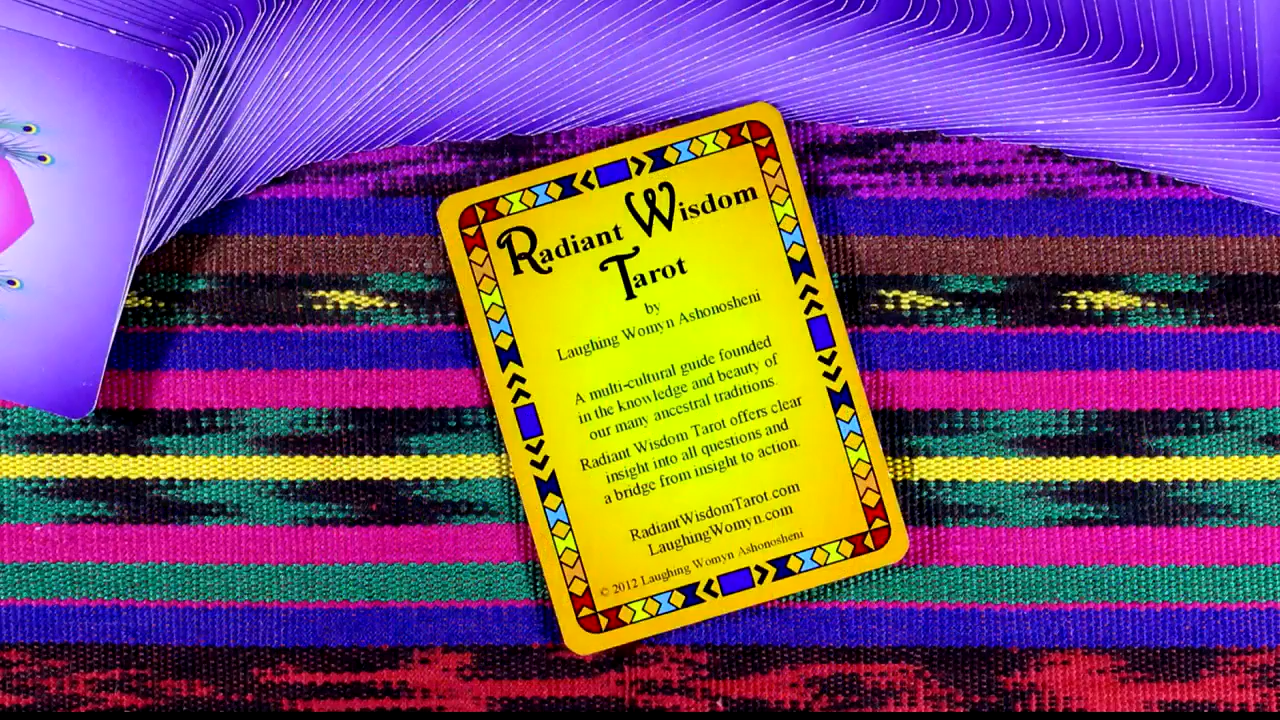 Radiant Wisdom
Tarot
by
Laughing Womyn Ashonosheni
A multi-cultural guide founded
in the knowledge and beauty of
our many ancestral traditions.
Radiant Wisdom Tarot offers clear
insight into all questions and
a bridge from insight to action.
RadiantWisdomTarot.com
LaughingWomyn.com
© 2012 Laughing Womyn Ashonosheni